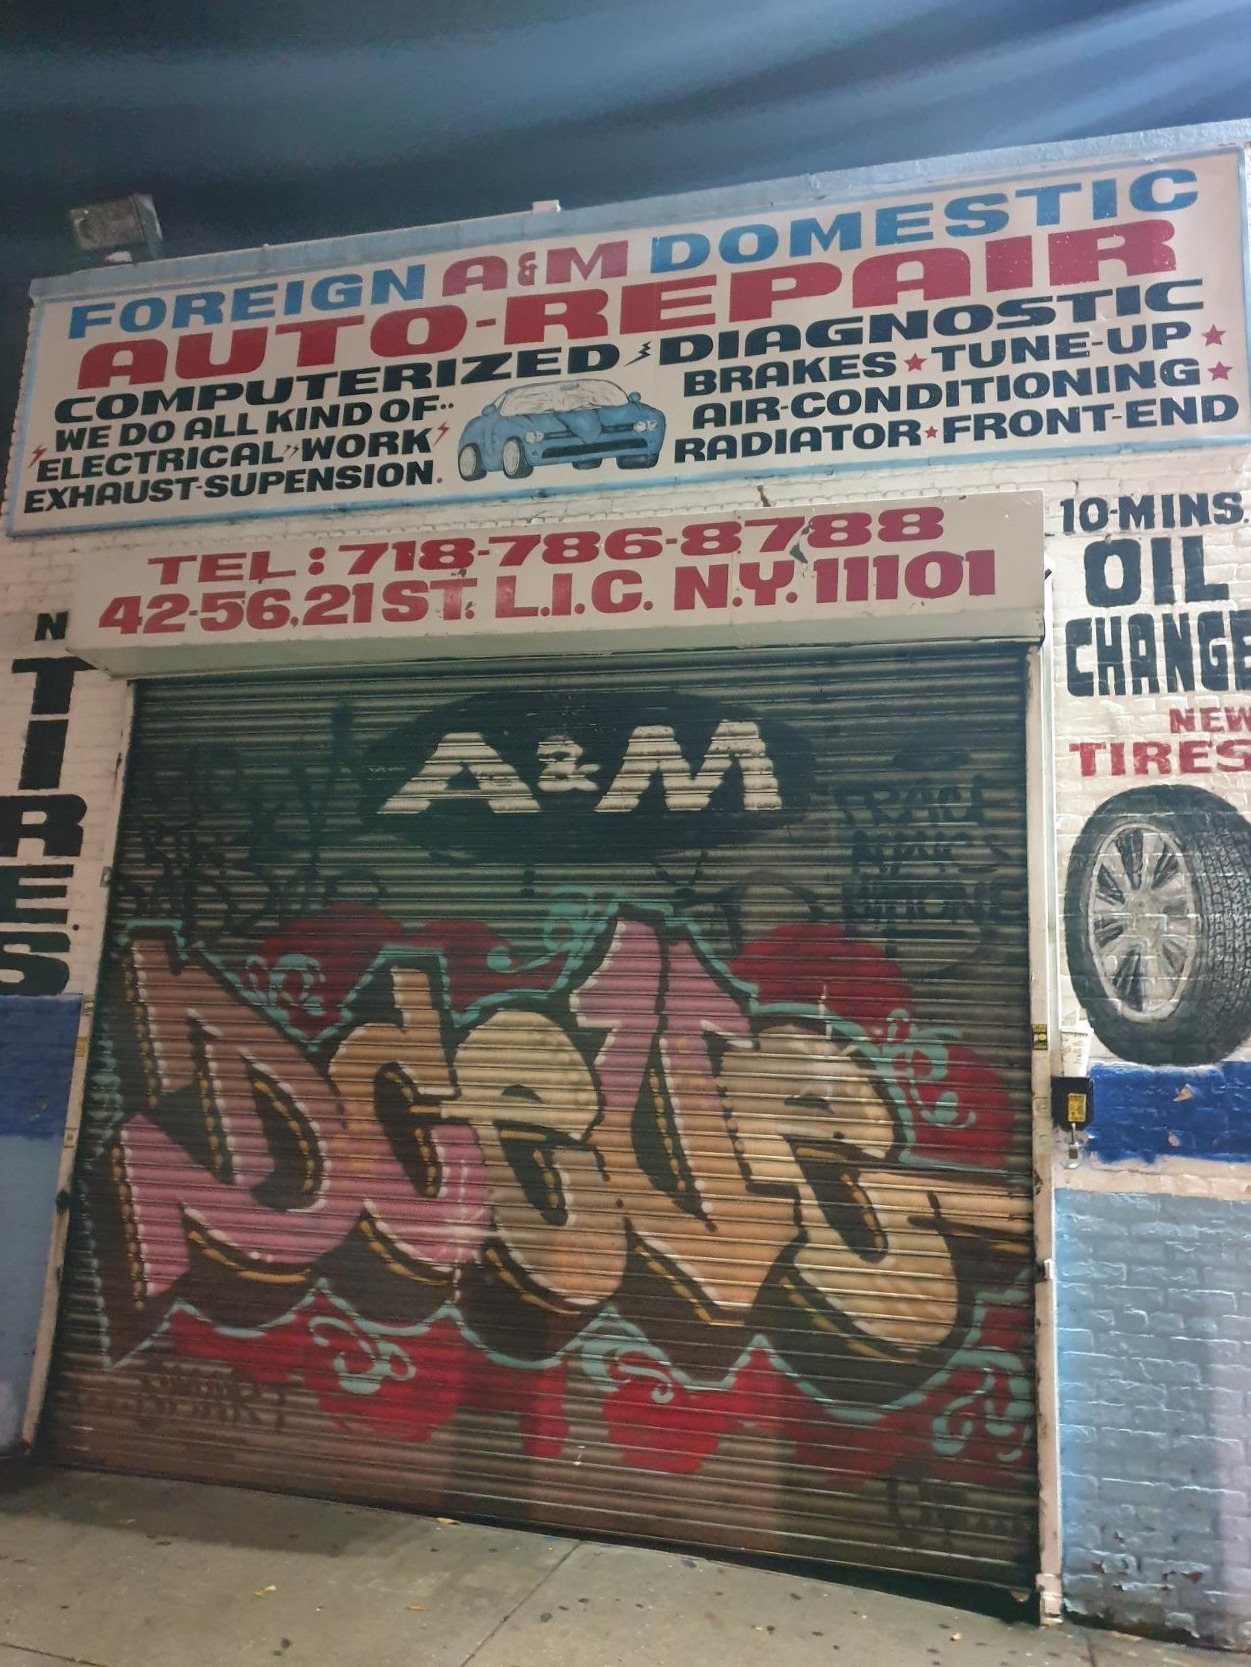 FOREIGN A&M DOMESTIC
AUTO-REPAIR
COMPUTERIZED DIAGNOSTIC
WE DO ALL KIND OF..
ELECTRICAL,,WORK
EXHAUST-SUPENSION.
BRAKES ★ TUNE-UP ★
AIR-CONDITIONING ★
RADIATOR ★ FRONT-END
TEL: 718-786-8788
42-56,21ST. L.I.C. N.Y. 11101
N
TIRES
10-MINS.
OIL
CHANGE
NEW
TIRES
A&M
SMART